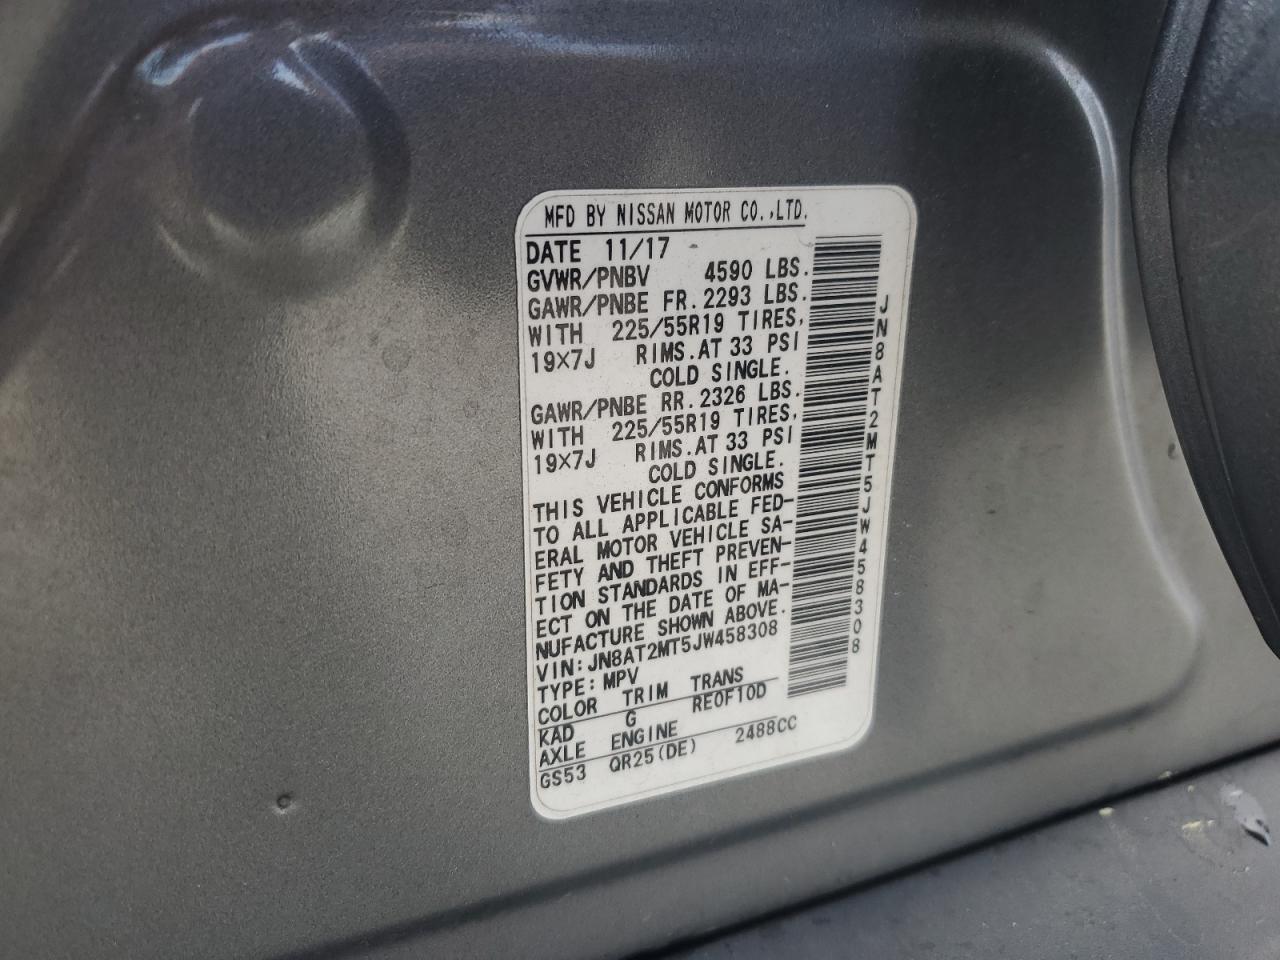 MFD BY NISSAN MOTOR CO.,LTD.
DATE 11/17
GVWR/PNBV 4590 LBS.
GAWR/PNBE FR.2293 LBS.
WITH 225/55R19 TIRES,
19×7J RIMS.AT 33 PSI
COLD SINGLE.
GAWR/PNBE RR.2326 LBS.
WITH 225/55R19 TIRES,
19×7J RIMS.AT 33 PSI
COLD SINGLE.
THIS VEHICLE CONFORMS
TO ALL APPLICABLE FED-
ERAL MOTOR VEHICLE SA-
FETY AND THEFT PREVEN-
TION STANDARDS IN EFF-
ECT ON THE DATE OF MA-
NUFACTURE SHOWN ABOVE.
VIN:JN8AT2MT5JW458308
TYPE:MPV
COLOR TRIM TRANS
KAD G RE0F10D
AXLE ENGINE
GS53 QR25(DE) 2488CC
JN8AT2MT5JW458308